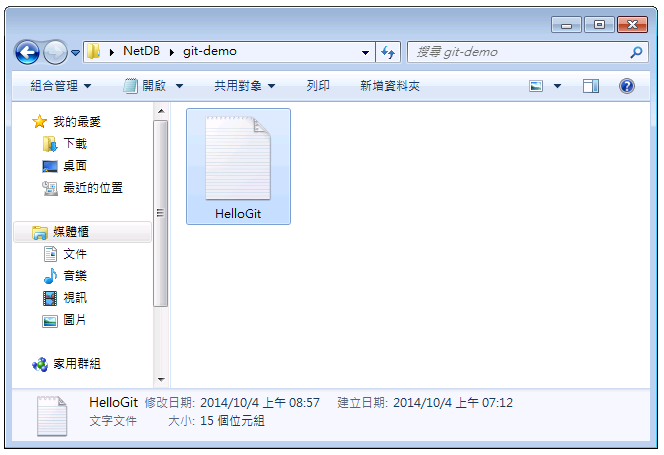 NetDB git-demo 搜尋 git-demo
組合管理 開啟 共用對象 列印 新增資料夾
我的最愛
下載
桌面
最近的位置
媒體櫃
文件
音樂
視訊
圖片
家用群組
HelloGit
HelloGit 修改日期: 2014/10/4 上午 08:57 建立日期: 2014/10/4 上午 07:12
文字文件 大小: 15 個位元組